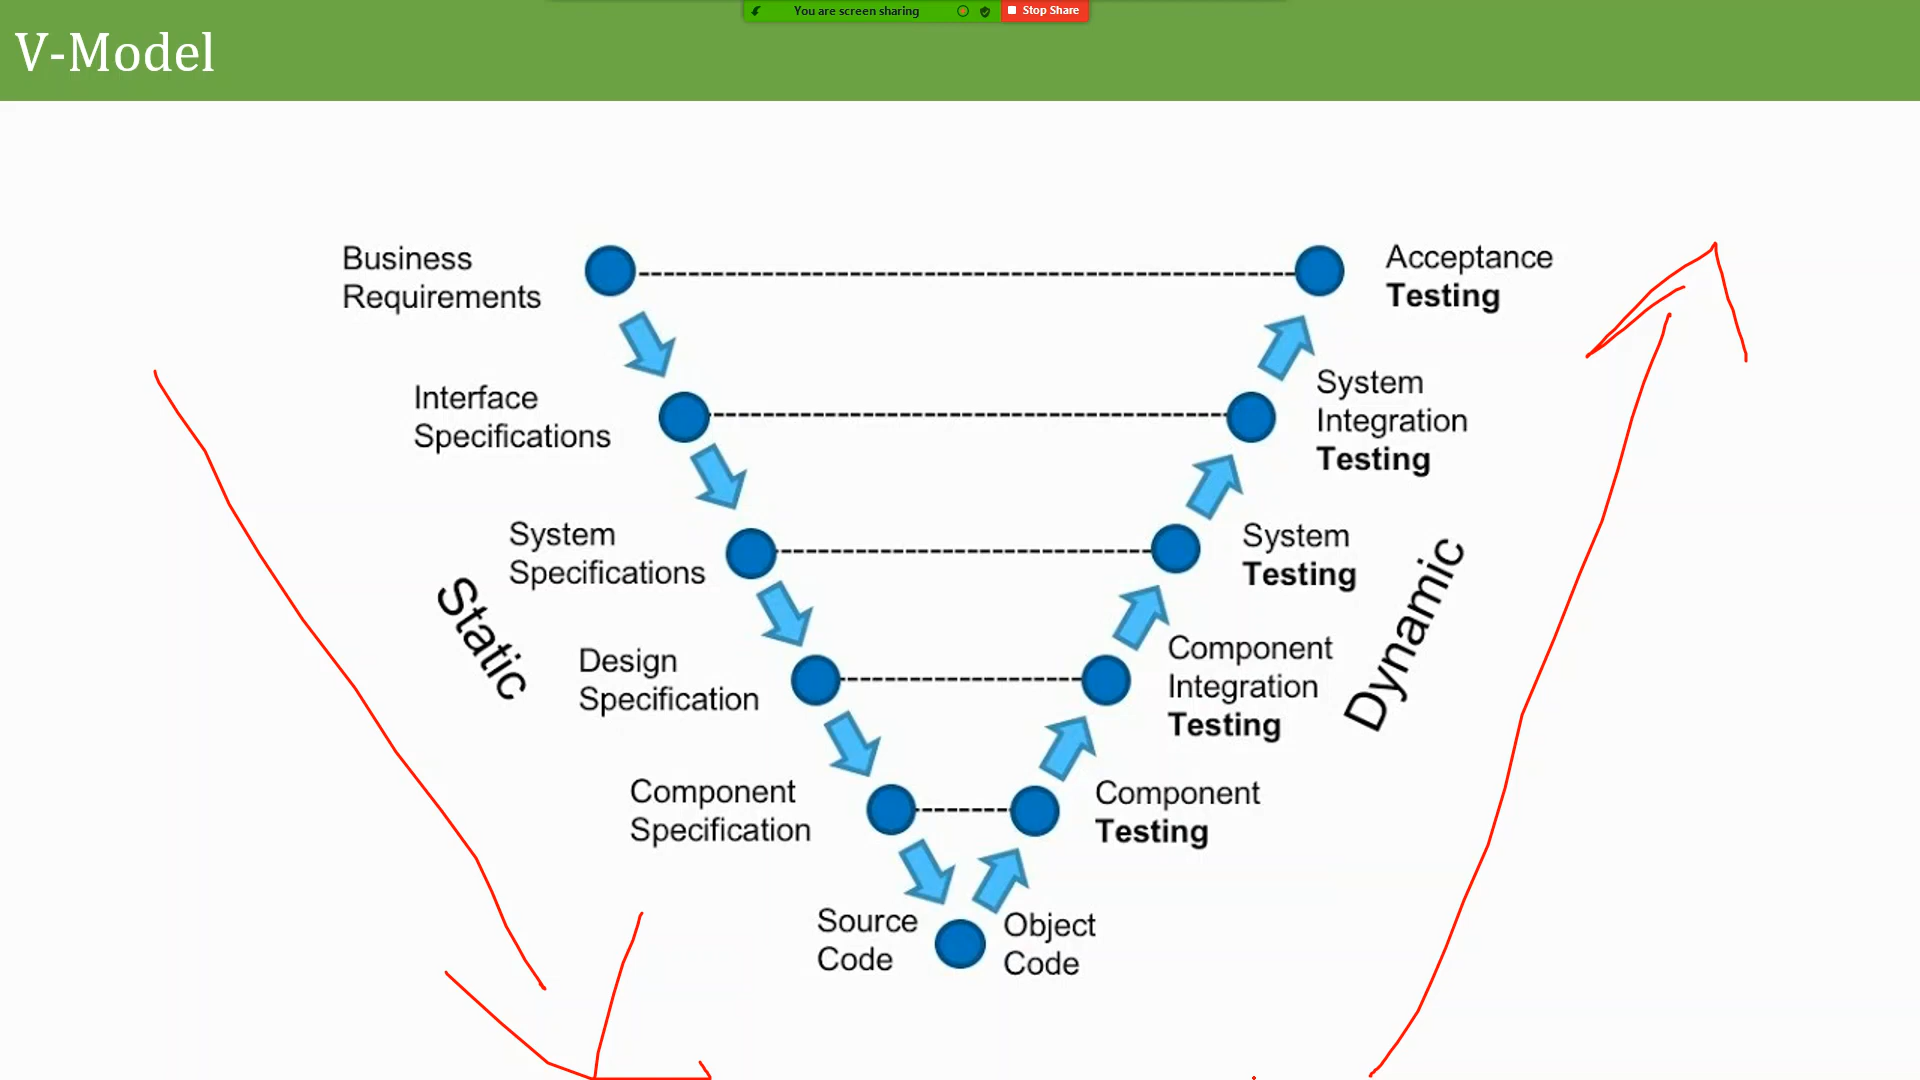 You are screen sharing
Stop Share
V-Model
Business
Requirements
Acceptance
Testing
Interface
Specifications
System
Integration
Testing
System
Specifications
System
Testing
Static
Dynamic
Design
Specification
Component
Integration
Testing
Component
Specification
Component
Testing
Source
Code
Object
Code